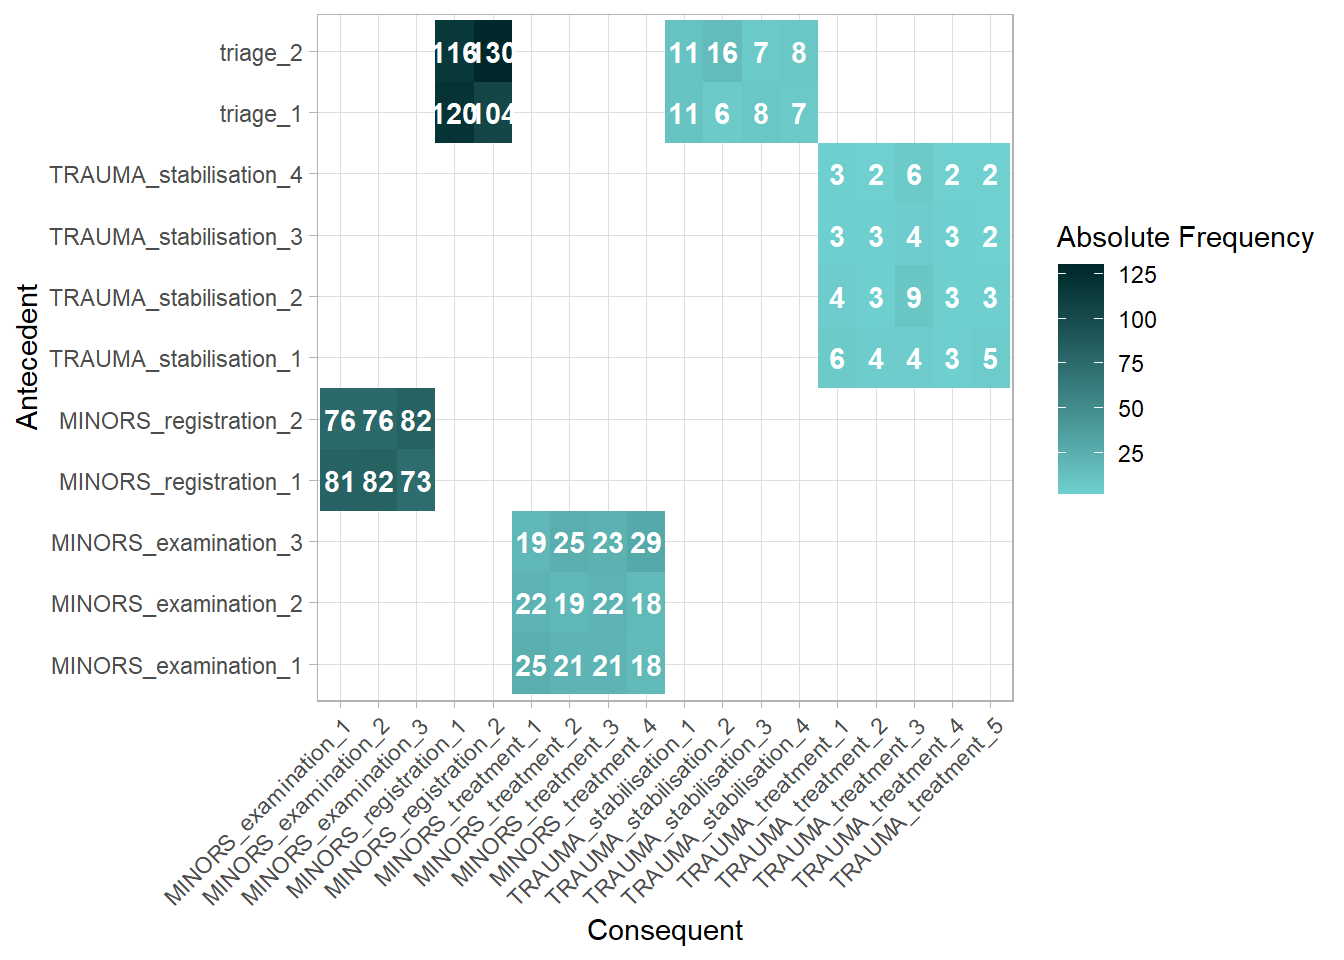 triage_2
116 130 11 16 7 8
triage_1
120 104 11 6 8 7
TRAUMA_stabilisation_4
3 2 6 2 2
TRAUMA_stabilisation_3
3 3 4 3 2
TRAUMA_stabilisation_2
4 3 9 3 3
TRAUMA_stabilisation_1
6 4 4 3 5
MINORS_registration_2
76 76 82
MINORS_registration_1
81 82 73
MINORS_examination_3
19 25 23 29
MINORS_examination_2
22 19 22 18
MINORS_examination_1
25 21 21 18
Antecedent
MINORS_examination_1
MINORS_examination_2
MINORS_examination_3
MINORS_registration_1
MINORS_registration_2
MINORS_treatment_1
MINORS_treatment_2
MINORS_treatment_3
MINORS_treatment_4
TRAUMA_stabilisation_1
TRAUMA_stabilisation_2
TRAUMA_stabilisation_3
TRAUMA_stabilisation_4
TRAUMA_treatment_1
TRAUMA_treatment_2
TRAUMA_treatment_3
TRAUMA_treatment_4
TRAUMA_treatment_5
Consequent
Absolute Frequency
125
100
75
50
25